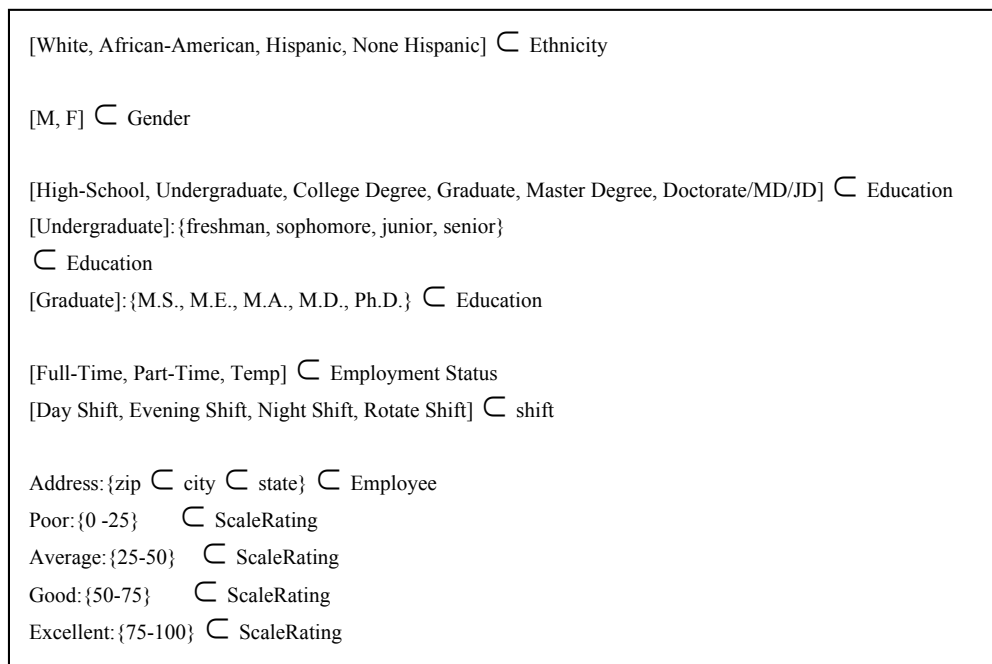 [White, African-American, Hispanic, None Hispanic] ⊂ Ethnicity
[M, F] ⊂ Gender
[High-School, Undergraduate, College Degree, Graduate, Master Degree, Doctorate/MD/JD] ⊂ Education
[Undergraduate]:{freshman, sophomore, junior, senior}
⊂ Education
[Graduate]:{M.S., M.E., M.A., M.D., Ph.D.} ⊂ Education
[Full-Time, Part-Time, Temp] ⊂ Employment Status
[Day Shift, Evening Shift, Night Shift, Rotate Shift] ⊂ shift
Address:{zip ⊂ city ⊂ state} ⊂ Employee
Poor:{0 -25} ⊂ ScaleRating
Average:{25-50} ⊂ ScaleRating
Good:{50-75} ⊂ ScaleRating
Excellent:{75-100} ⊂ ScaleRating